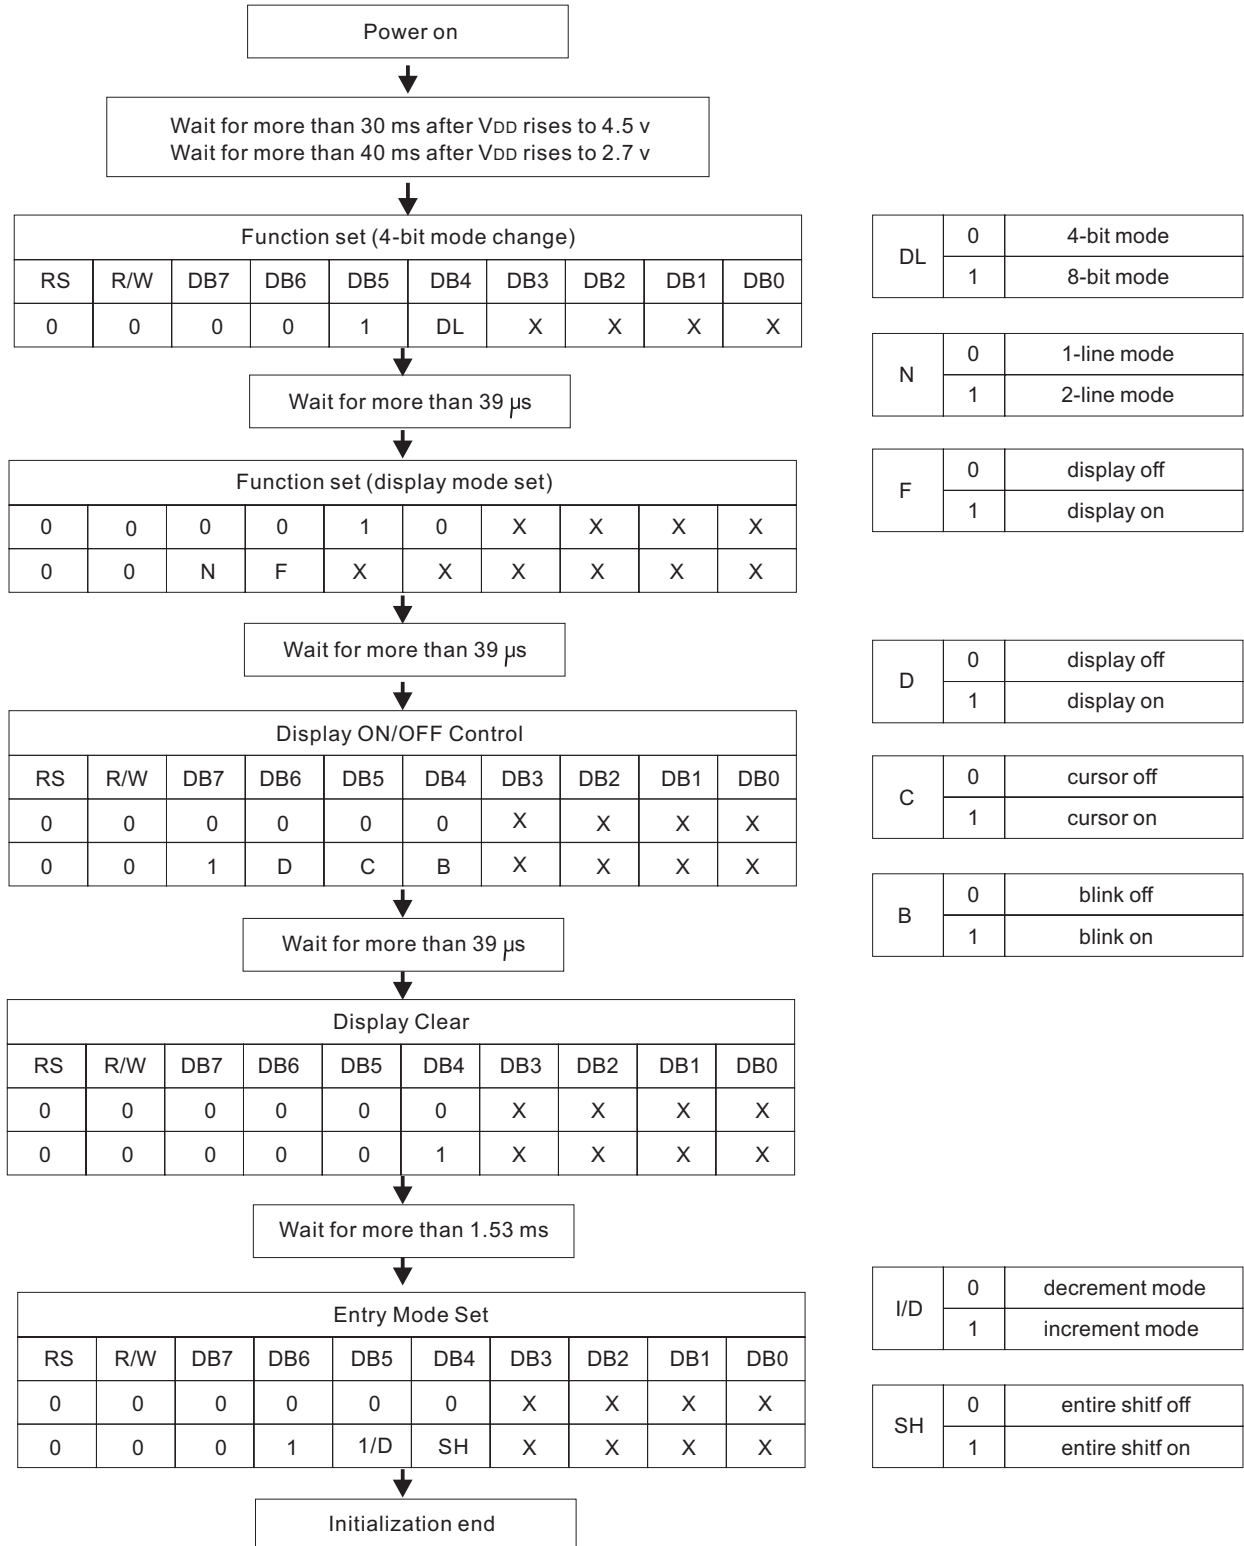 Power on
Wait for more than 30 ms after VDD rises to 4.5 v
Wait for more than 40 ms after VDD rises to 2.7 v
Function set (4-bit mode change)
RS R/W DB7 DB6 DB5 DB4 DB3 DB2 DB1 DB0
0 0 0 0 1 DL X X X X
Wait for more than 39 µs
Function set (display mode set)
0 0 0 0 1 0 X X X X
0 0 N F X X X X X X
Wait for more than 39 µs
Display ON/OFF Control
RS R/W DB7 DB6 DB5 DB4 DB3 DB2 DB1 DB0
0 0 0 0 0 0 X X X X
0 0 1 D C B X X X X
Wait for more than 39 µs
Display Clear
RS R/W DB7 DB6 DB5 DB4 DB3 DB2 DB1 DB0
0 0 0 0 0 0 X X X X
0 0 0 0 0 1 X X X X
Wait for more than 1.53 ms
Entry Mode Set
RS R/W DB7 DB6 DB5 DB4 DB3 DB2 DB1 DB0
0 0 0 0 0 0 X X X X
0 0 0 1 1/D SH X X X X
Initialization end
DL
0 4-bit mode
1 8-bit mode
N
0 1-line mode
1 2-line mode
F
0 display off
1 display on
D
0 display off
1 display on
C
0 cursor off
1 cursor on
B
0 blink off
1 blink on
I/D
0 decrement mode
1 increment mode
SH
0 entire shitf off
1 entire shitf on